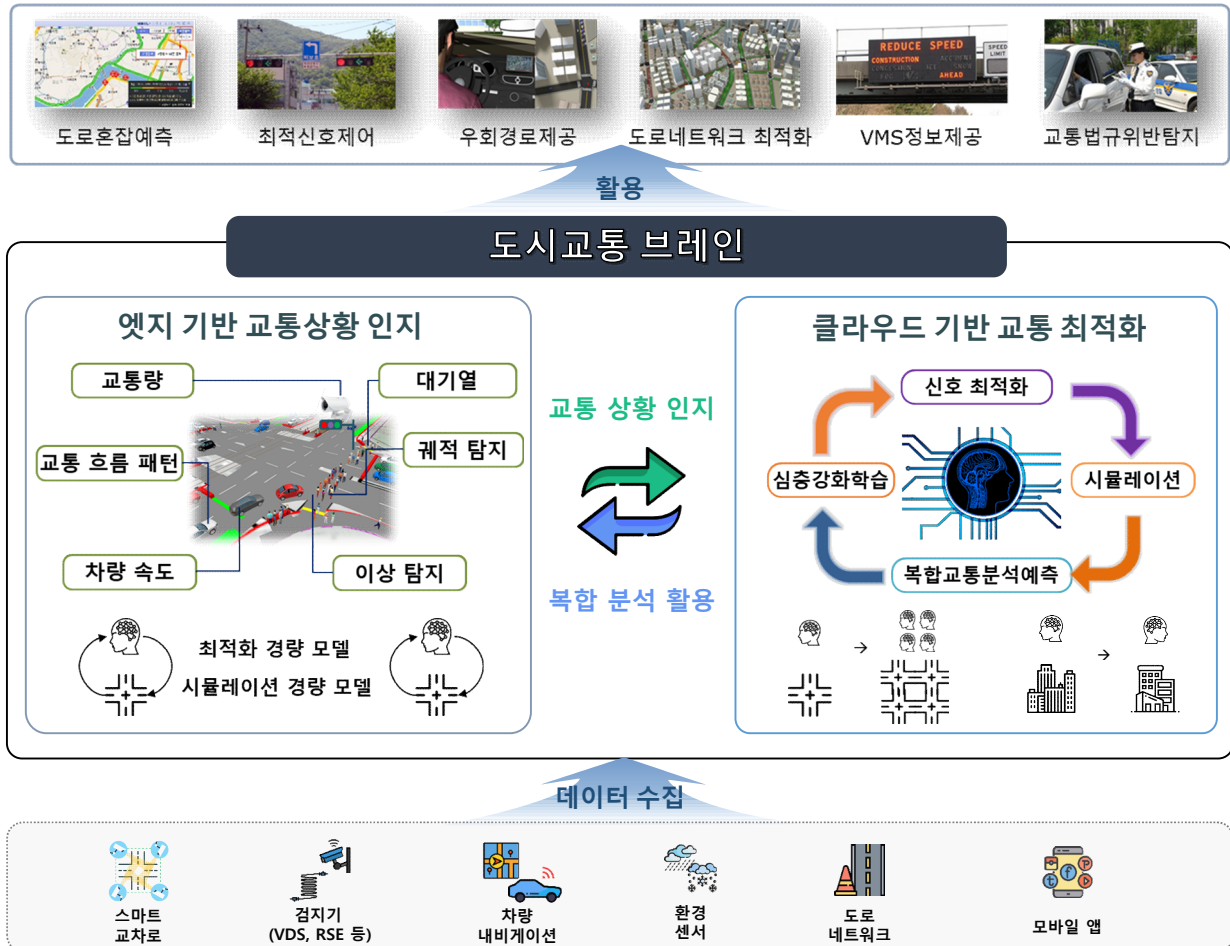 도로혼잡예측
최적신호제어
우회경로제공
도로네트워크 최적화
REDUCE SPEED
CONSTRUCTION
AHEAD
SPEED
LIMIT
VMS정보제공
교통법규위반탐지
활용
도시교통 브레인
엣지 기반 교통상황 인지
교통량
대기열
교통 흐름 패턴
궤적 탐지
차량 속도
이상 탐지
최적화 경량 모델
시뮬레이션 경량 모델
교통 상황 인지
복합 분석 활용
클라우드 기반 교통 최적화
신호 최적화
심층강화학습
시뮬레이션
복합교통분석예측
데이터 수집
스마트
교차로
검지기
(VDS, RSE 등)
차량
내비게이션
환경
센서
도로
네트워크
모바일 앱